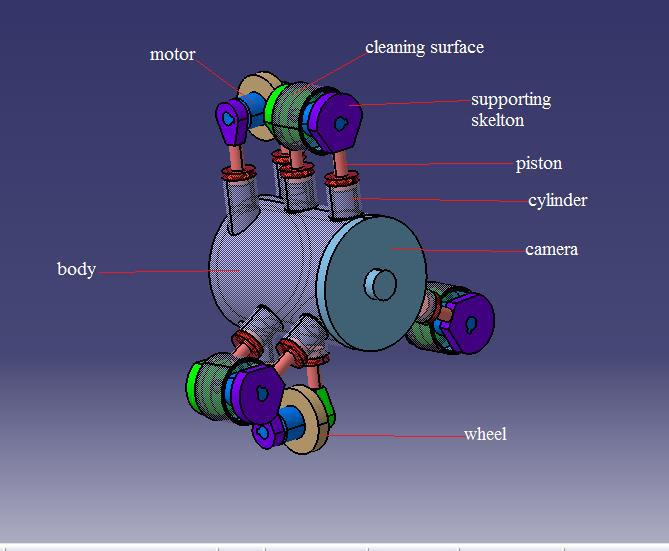 motor
cleaning surface
supporting
skelton
piston
cylinder
camera
body
wheel